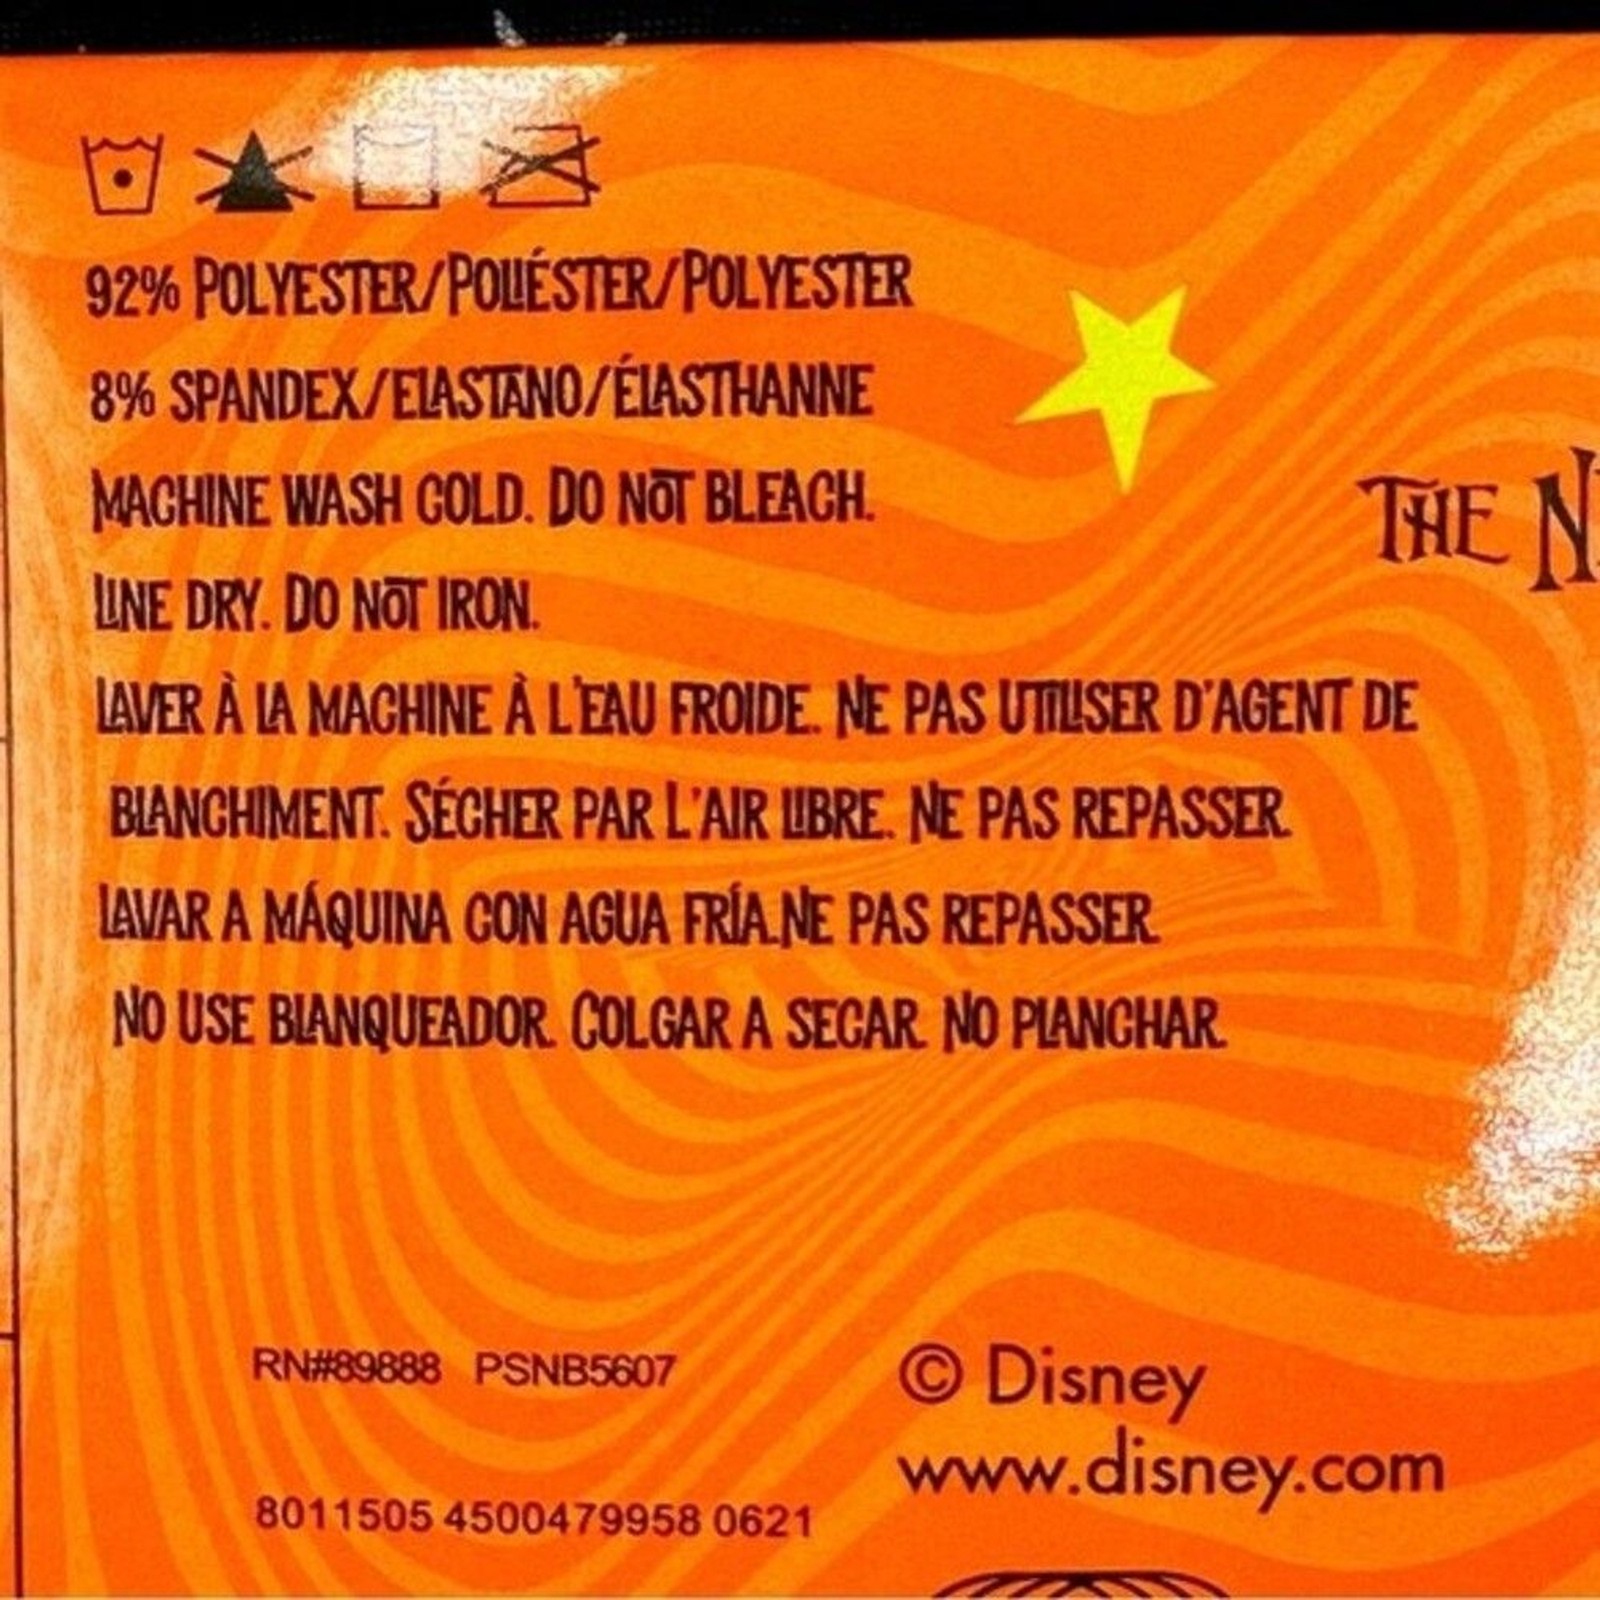 92% POLYESTER/POLIÉSTER/POLYESTER
8% SPANDEX/ELASTANO/ÉLASTHANNE
MACHINE WASH COLD. DO NOT BLEACH.
LINE DRY. DO NOT IRON.
THE
LAVER À LA MACHINE À L'EAU FROIDE. NE PAS UTILISER D'AGENT DE
BLANCHIMENT. SÉCHER PAR L'AIR LIBRE. NE PAS REPASSER.
LAVAR A MÁQUINA CON AGUA FRÍA.NE PAS REPASSER.
NO USE BLANQUEADOR. COLGAR A SECAR. NO PLANCHAR.
RN#89888 PSNB5607
8011505 4500479958 0621
© Disney
www.disney.com